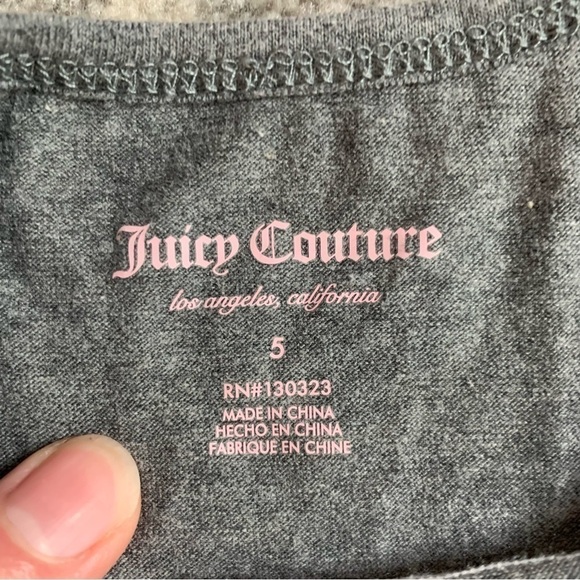 Juicy Couture
los angeles, california
5
RN#130323
MADE IN CHINA
HECHO EN CHINA
FABRIQUE EN CHINE